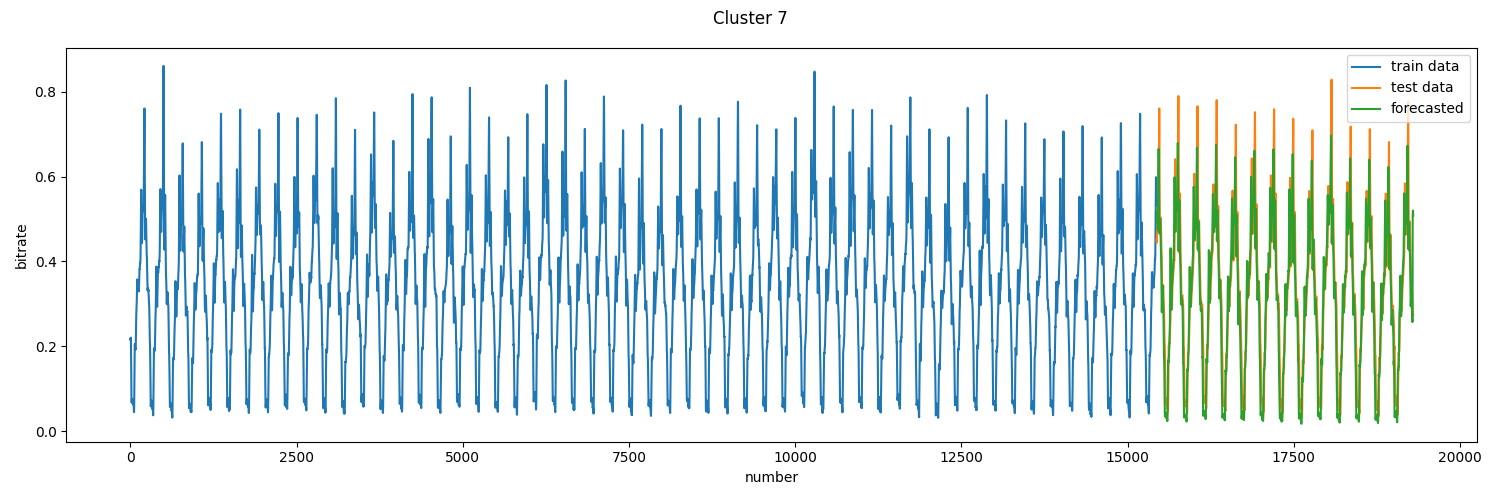 Cluster 7
train data
test data
forecasted
bitrate
0.8
0.6
0.4
0.2
0.0
0 2500 5000 7500 10000 12500 15000 17500 20000
number